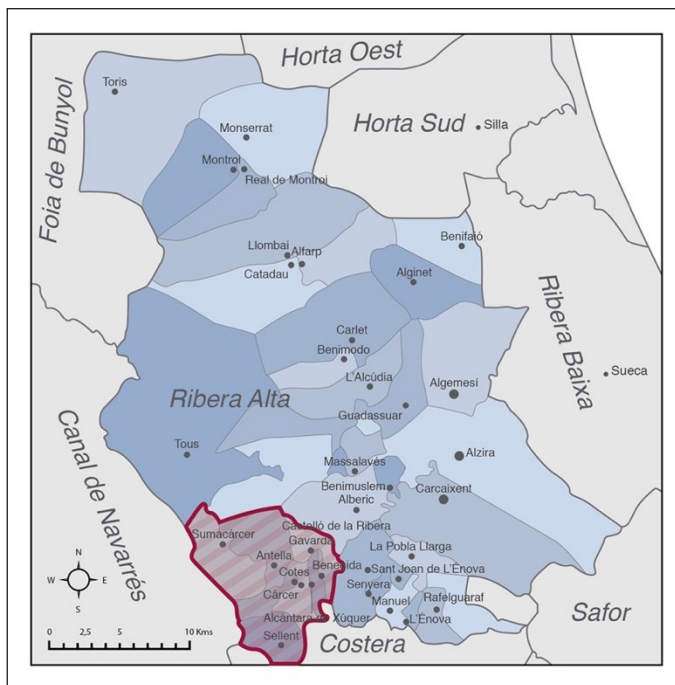 Horta Oest
Toris
Foia de Bunyol
Monserrat
Horta Sud
Silla
Montroi
Real de Montroi
Llombai
Alfarp
Catadau
Benifaió
Alginet
Ribera Baixa
Carlet
Benimodo
L'Alcúdia
Algemesí
Sueca
Ribera Alta
Guadassuar
Canal de Navarrés
Tous
Massalavés
Alzira
Benimuslem
Alberic
Carcaixent
Sumacàrcer
Castelló de la Ribera
Gavarda
La Pobla Llarga
Antella
Cotes
Beneixida
Sant Joan de L'Ènova
Càrcer
Senyera
Manuel
Rafelguaraf
Alcàntara de Xúquer
L'Ènova
Sellent
Costera
Safor
N
W E
S
0 2,5 5 10 Kms